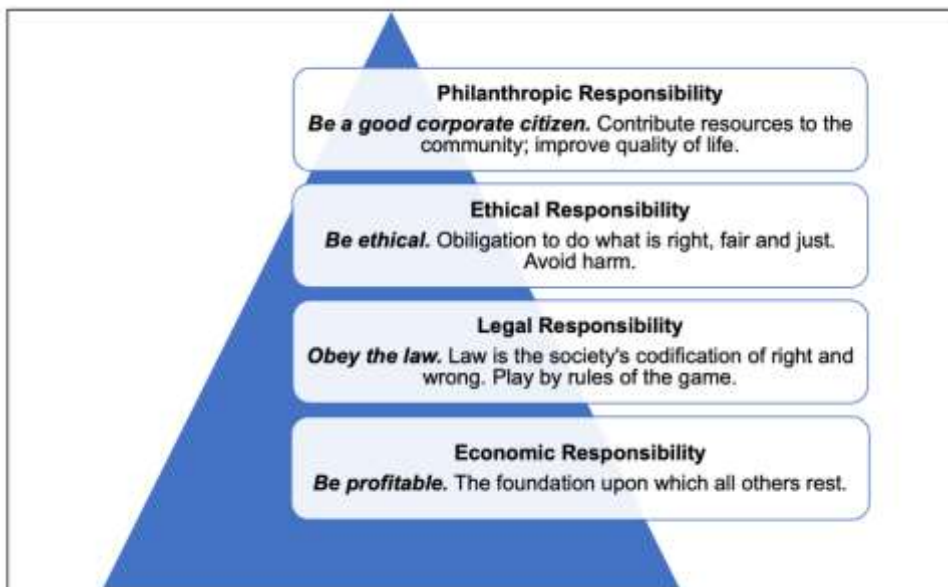 Philanthropic Responsibility
Be a good corporate citizen. Contribute resources to the
community; improve quality of life.
Ethical Responsibility
Be ethical. Obiligation to do what is right, fair and just.
Avoid harm.
Legal Responsibility
Obey the law. Law is the society's codification of right and
wrong. Play by rules of the game.
Economic Responsibility
Be profitable. The foundation upon which all others rest.